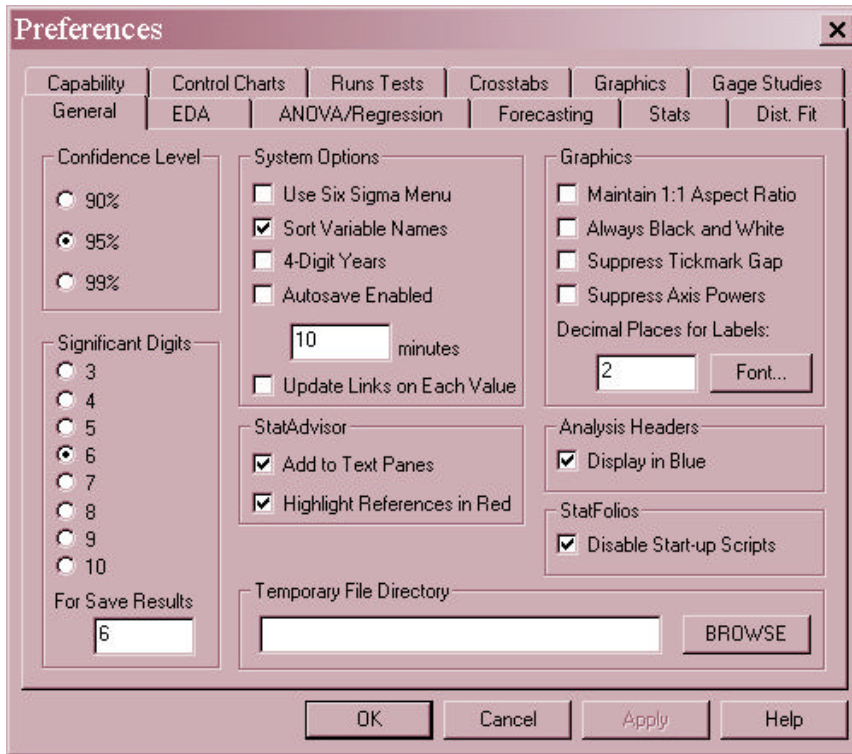 Preferences
Capability Control Charts Runs Tests Crosstabs Graphics Gage Studies
General EDA ANOVA/Regression Forecasting Stats Dist. Fit
Confidence Level
90%
95%
99%
Significant Digits
3
4
5
6
7
8
9
10
For Save Results
6
System Options
Use Six Sigma Menu
Sort Variable Names
4-Digit Years
Autosave Enabled
10 minutes
Update Links on Each Value
StatAdvisor
Add to Text Panes
Highlight References in Red
Graphics
Maintain 1:1 Aspect Ratio
Always Black and White
Suppress Tickmark Gap
Suppress Axis Powers
Decimal Places for Labels:
2 Font...
Analysis Headers
Display in Blue
StatFolios
Disable Start-up Scripts
Temporary File Directory
BROWSE
OK Cancel Apply Help